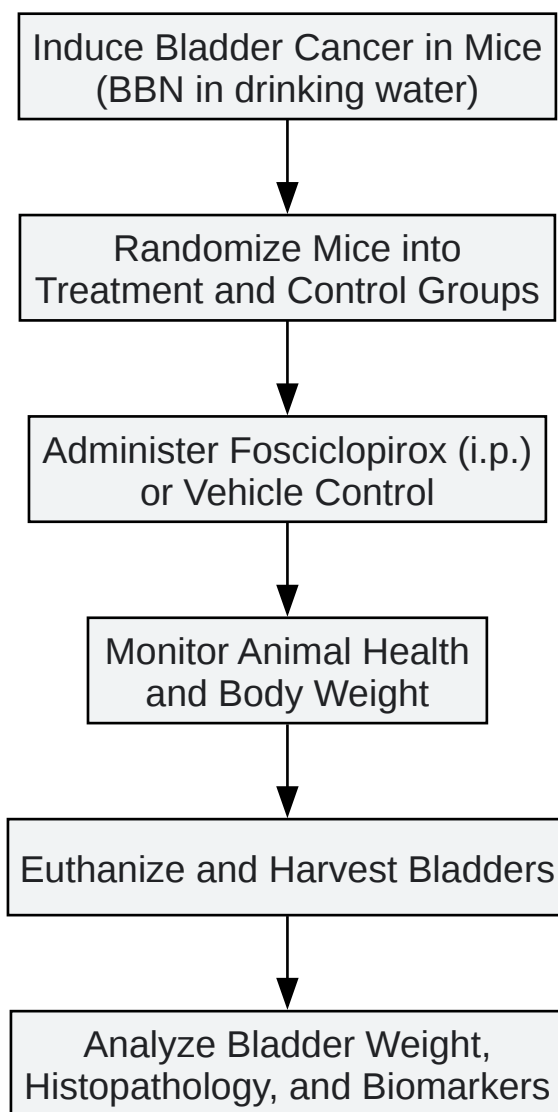 Induce Bladder Cancer in Mice
(BBN in drinking water)
Randomize Mice into
Treatment and Control Groups
Administer Fosciclopirox (i.p.)
or Vehicle Control
Monitor Animal Health
and Body Weight
Euthanize and Harvest Bladders
Analyze Bladder Weight,
Histopathology, and Biomarkers